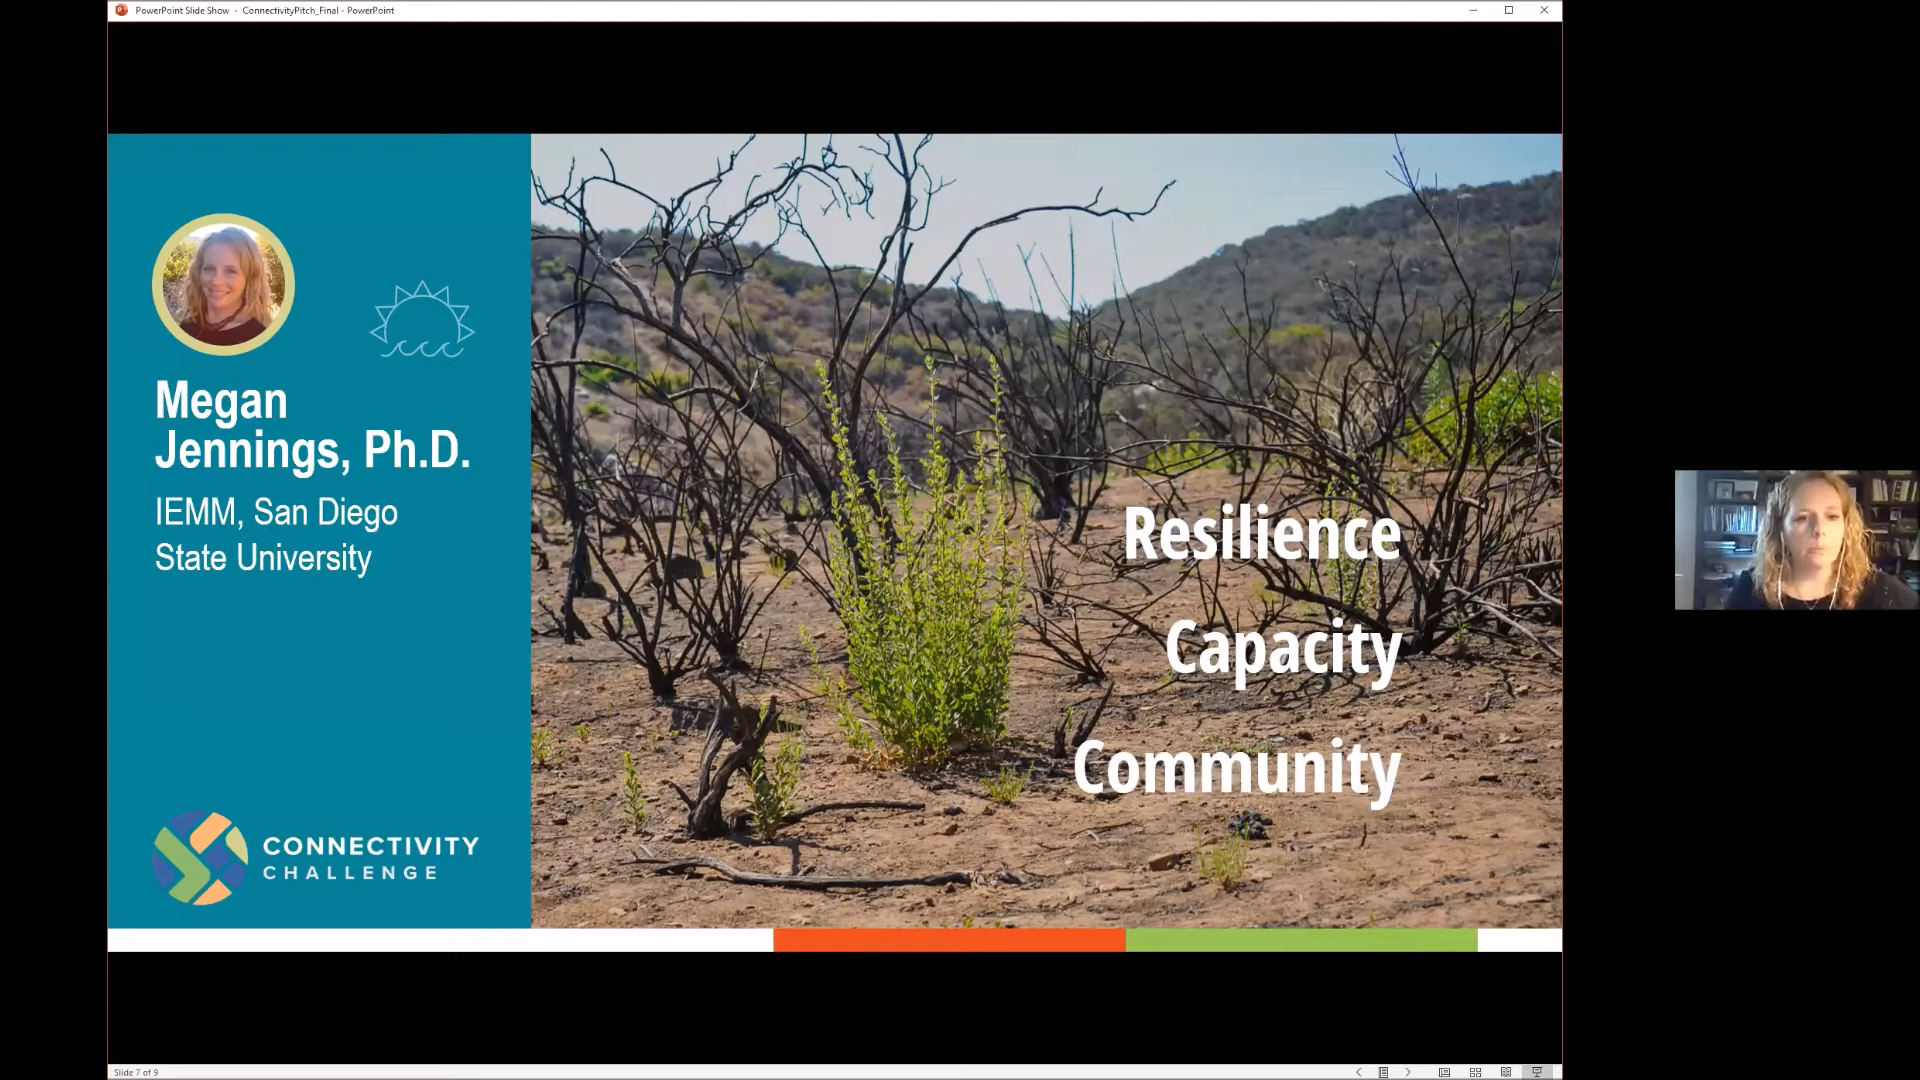 PowerPoint Slide Show - ConnectivityPitch_Final - PowerPoint
Megan
Jennings, Ph.D.
IEMM, San Diego
State University
CONNECTIVITY
CHALLENGE
Resilience
Capacity
Community
Slide 7 of 9